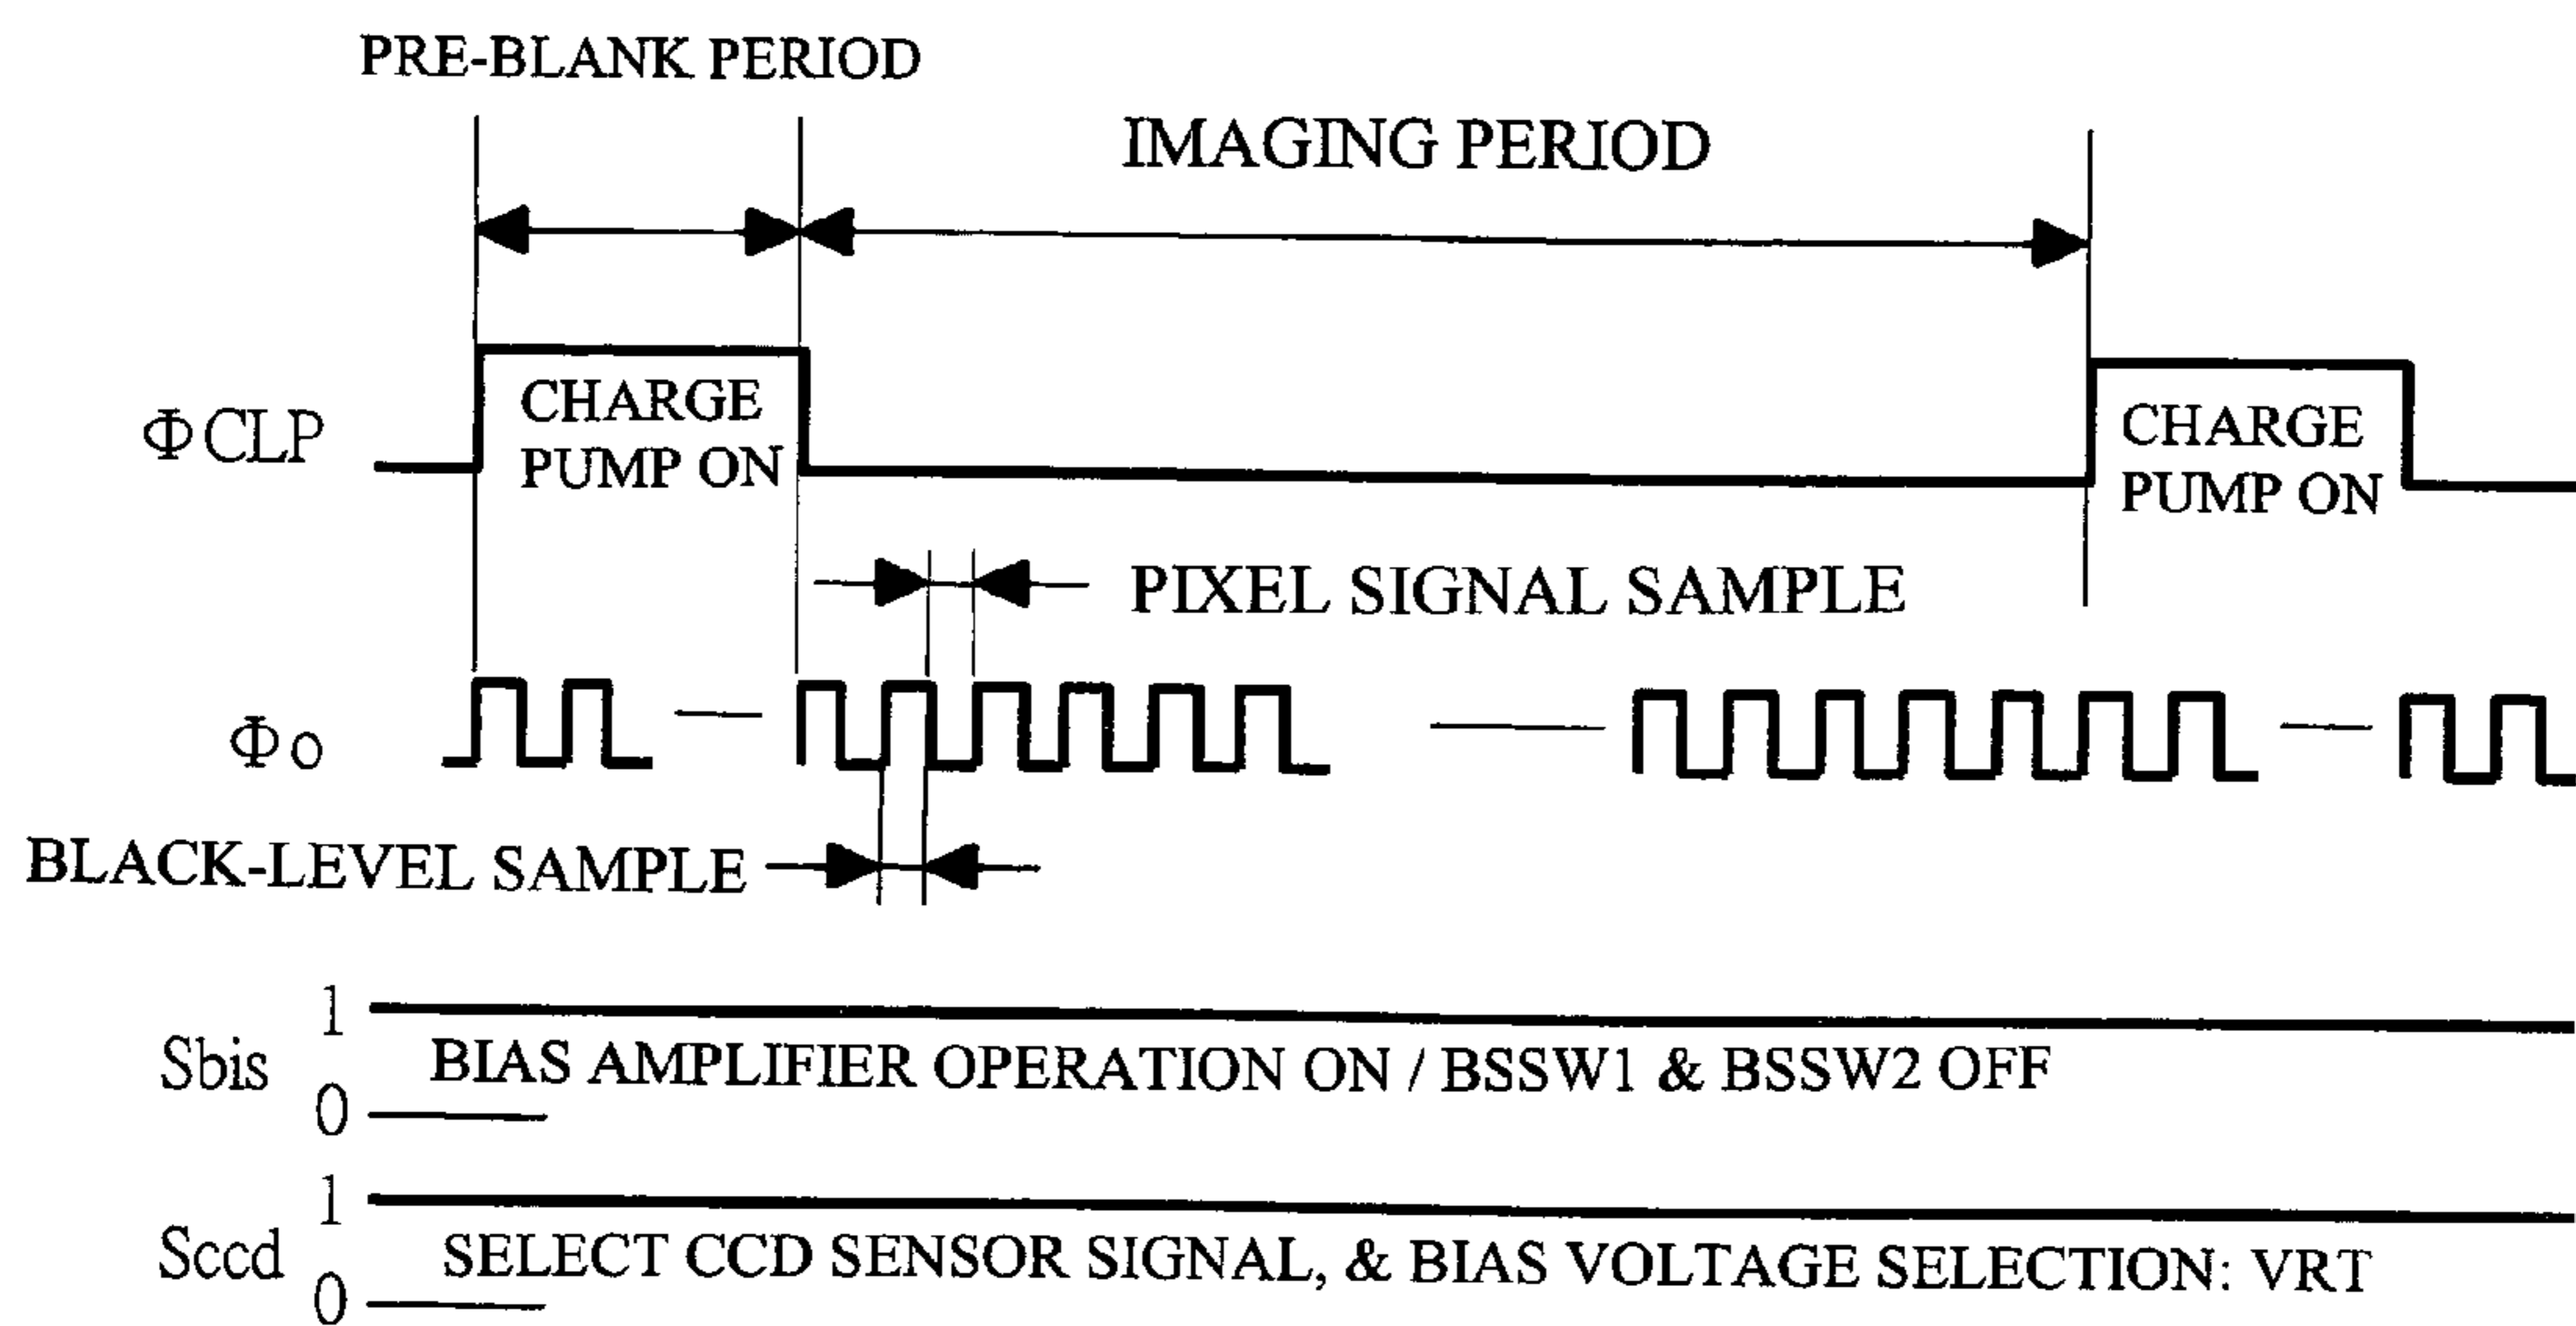 PRE-BLANK PERIOD
IMAGING PERIOD
ΦCLP
CHARGE
PUMP ON
CHARGE
PUMP ON
PIXEL SIGNAL SAMPLE
Φo
BLACK-LEVEL SAMPLE
1
Sbis
BIAS AMPLIFIER OPERATION ON / BSSW1 & BSSW2 OFF
0
1
Sccd
SELECT CCD SENSOR SIGNAL, & BIAS VOLTAGE SELECTION: VRT
0